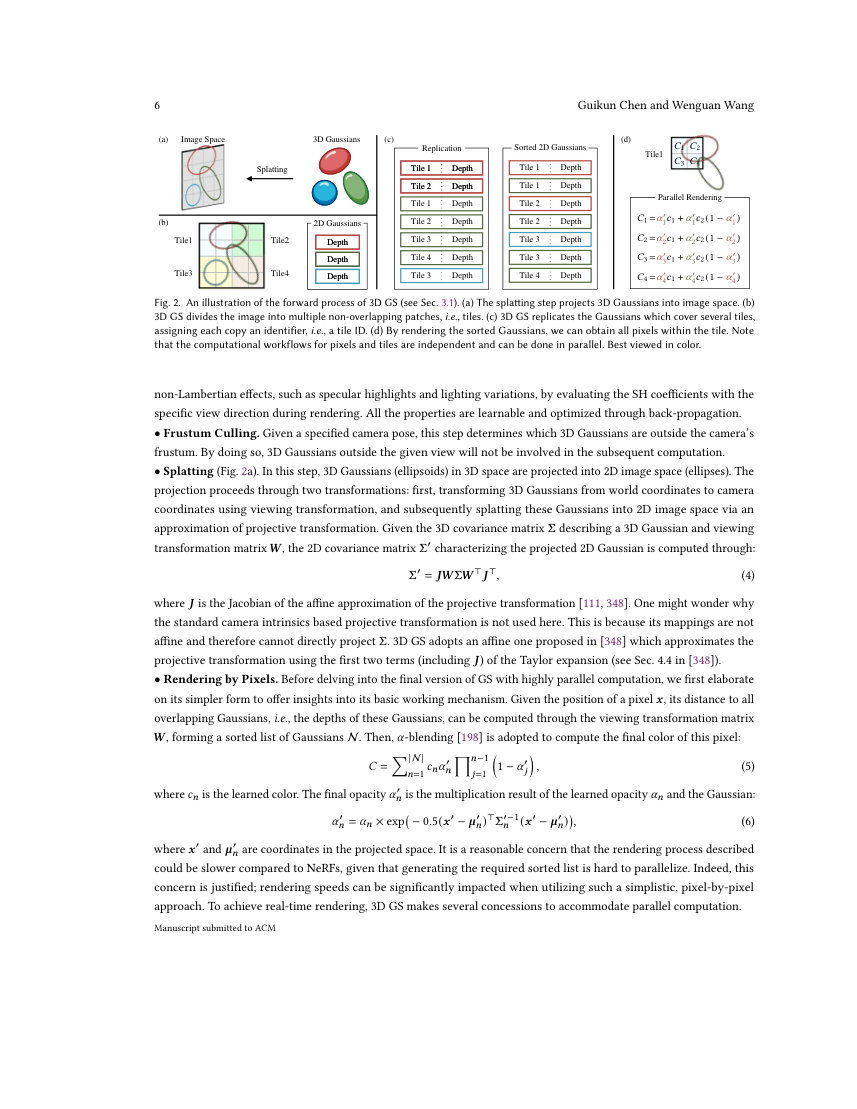 6
Guikun Chen and Wenguan Wang
(a)
Image Space
Splatting
3D Gaussians
(b)
Tile1
Tile2
Tile3
Tile4
2D Gaussians
Depth
Depth
Depth
(c)
Replication
Tile 1 Depth
Tile 2 Depth
Tile 1 Depth
Tile 2 Depth
Tile 3 Depth
Tile 4 Depth
Tile 3 Depth
Sorted 2D Gaussians
Tile 1 Depth
Tile 1 Depth
Tile 2 Depth
Tile 2 Depth
Tile 3 Depth
Tile 3 Depth
Tile 4 Depth
(d)
Tile1
C₁ C₂
C₃ C₄
Parallel Rendering
C₁ = α′₁c₁ + α′₁c₂(1 − α′₁)
C₂ = α′₂c₁ + α′₂c₂(1 − α′₂)
C₃ = α′₃c₁ + α′₃c₂(1 − α′₃)
C₄ = α′₄c₁ + α′₄c₂(1 − α′₄)
Fig. 2. An illustration of the forward process of 3D GS (see Sec. 3.1). (a) The splatting step projects 3D Gaussians into image space. (b)
3D GS divides the image into multiple non-overlapping patches, i.e., tiles. (c) 3D GS replicates the Gaussians which cover several tiles,
assigning each copy an identifier, i.e., a tile ID. (d) By rendering the sorted Gaussians, we can obtain all pixels within the tile. Note
that the computational workflows for pixels and tiles are independent and can be done in parallel. Best viewed in color.
non-Lambertian effects, such as specular highlights and lighting variations, by evaluating the SH coefficients with the
specific view direction during rendering. All the properties are learnable and optimized through back-propagation.
• Frustum Culling. Given a specified camera pose, this step determines which 3D Gaussians are outside the camera's
frustum. By doing so, 3D Gaussians outside the given view will not be involved in the subsequent computation.
• Splatting (Fig. 2a). In this step, 3D Gaussians (ellipsoids) in 3D space are projected into 2D image space (ellipses). The
projection proceeds through two transformations: first, transforming 3D Gaussians from world coordinates to camera
coordinates using viewing transformation, and subsequently splatting these Gaussians into 2D image space via an
approximation of projective transformation. Given the 3D covariance matrix Σ describing a 3D Gaussian and viewing
transformation matrix W, the 2D covariance matrix Σ′ characterizing the projected 2D Gaussian is computed through:
Σ′ = JWΣW⊤J⊤, (4)
where J is the Jacobian of the affine approximation of the projective transformation [111, 348]. One might wonder why
the standard camera intrinsics based projective transformation is not used here. This is because its mappings are not
affine and therefore cannot directly project Σ. 3D GS adopts an affine one proposed in [348] which approximates the
projective transformation using the first two terms (including J) of the Taylor expansion (see Sec. 4.4 in [348]).
• Rendering by Pixels. Before delving into the final version of GS with highly parallel computation, we first elaborate
on its simpler form to offer insights into its basic working mechanism. Given the position of a pixel x, its distance to all
overlapping Gaussians, i.e., the depths of these Gaussians, can be computed through the viewing transformation matrix
W, forming a sorted list of Gaussians N. Then, α-blending [198] is adopted to compute the final color of this pixel:
C = ∑_{n=1}^{|N|} c_n α′_n ∏_{j=1}^{n−1} (1 − α′_j), (5)
where c_n is the learned color. The final opacity α′_n is the multiplication result of the learned opacity α_n and the Gaussian:
α′_n = α_n × exp(− 0.5(x′ − μ′_n)⊤Σ′_n^{−1}(x′ − μ′_n)), (6)
where x′ and μ′_n are coordinates in the projected space. It is a reasonable concern that the rendering process described
could be slower compared to NeRFs, given that generating the required sorted list is hard to parallelize. Indeed, this
concern is justified; rendering speeds can be significantly impacted when utilizing such a simplistic, pixel-by-pixel
approach. To achieve real-time rendering, 3D GS makes several concessions to accommodate parallel computation.
Manuscript submitted to ACM